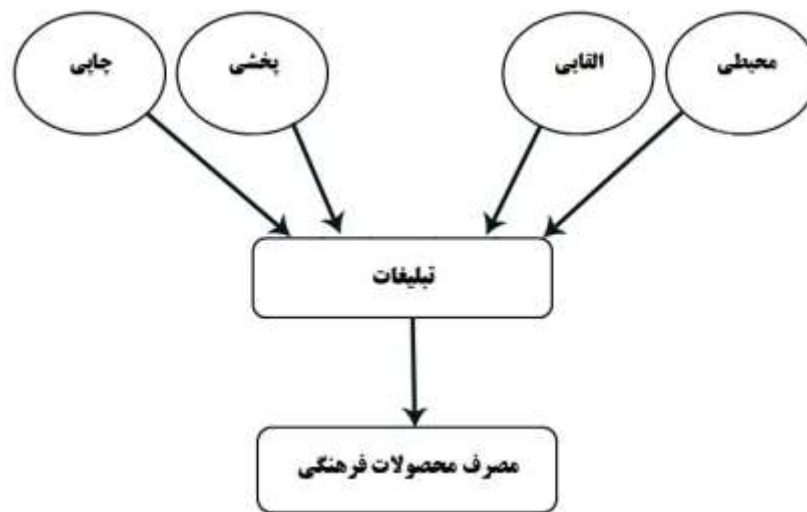 محیطی
القایی
پخشی
چاپی
تبلیغات
مصرف محصولات فرهنگی